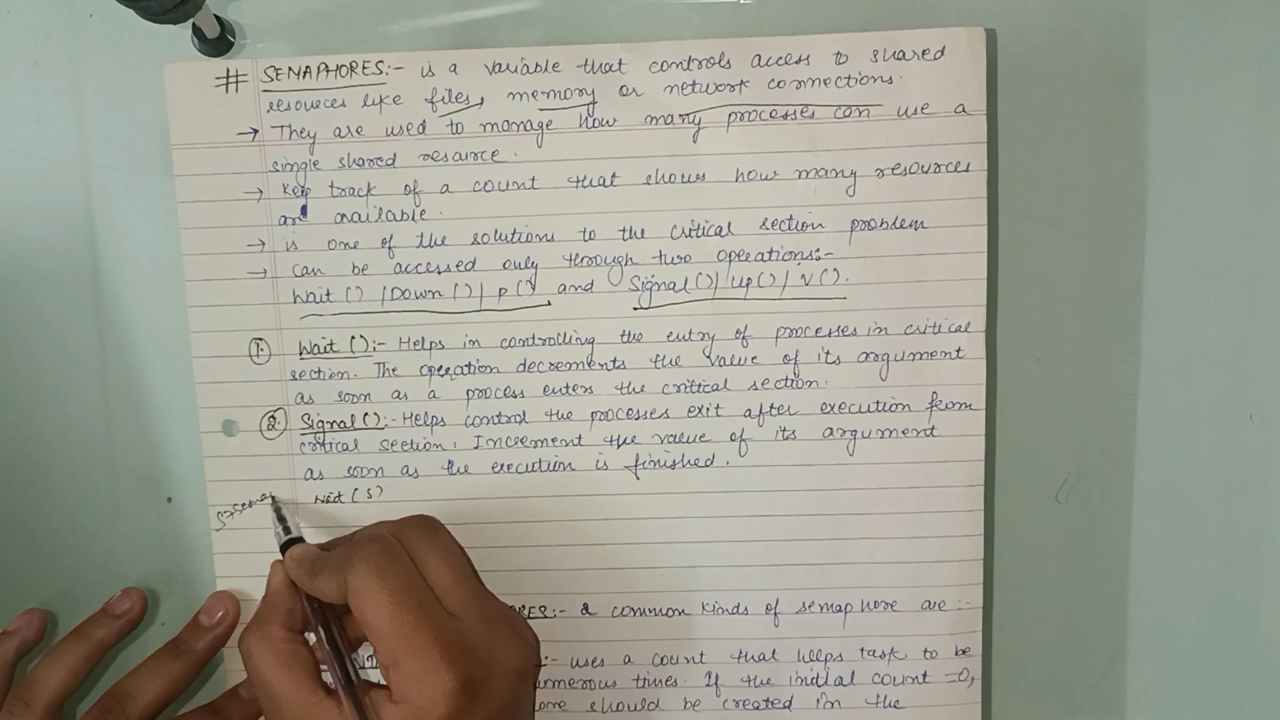 # SEMAPHORES:- is a variable that controls access to shared
resources like files, memory or network connections.
→ They are used to manage how many processes can use a
single shared resource.
→ Keep track of a count that shows how many resources
are available.
→ is one of the solutions to the critical section problem
→ can be accessed only through two operations:-
Wait () /Down ()/ P() and Signal()/ Up()/ V().
1. Wait ():- Helps in controlling the entry of processes in critical
section. The operation decrements the value of its argument
as soon as a process enters the critical section.
2. Signal():- Helps control the processes exit after execution from
critical section. Increment the value of its argument
as soon as the execution is finished.
Wait (S)
S→Sema
:- 2 common kinds of semaphore are :-
:- uses a count that helps task to be
numerous times. If the initial count =0,
one should be created in the